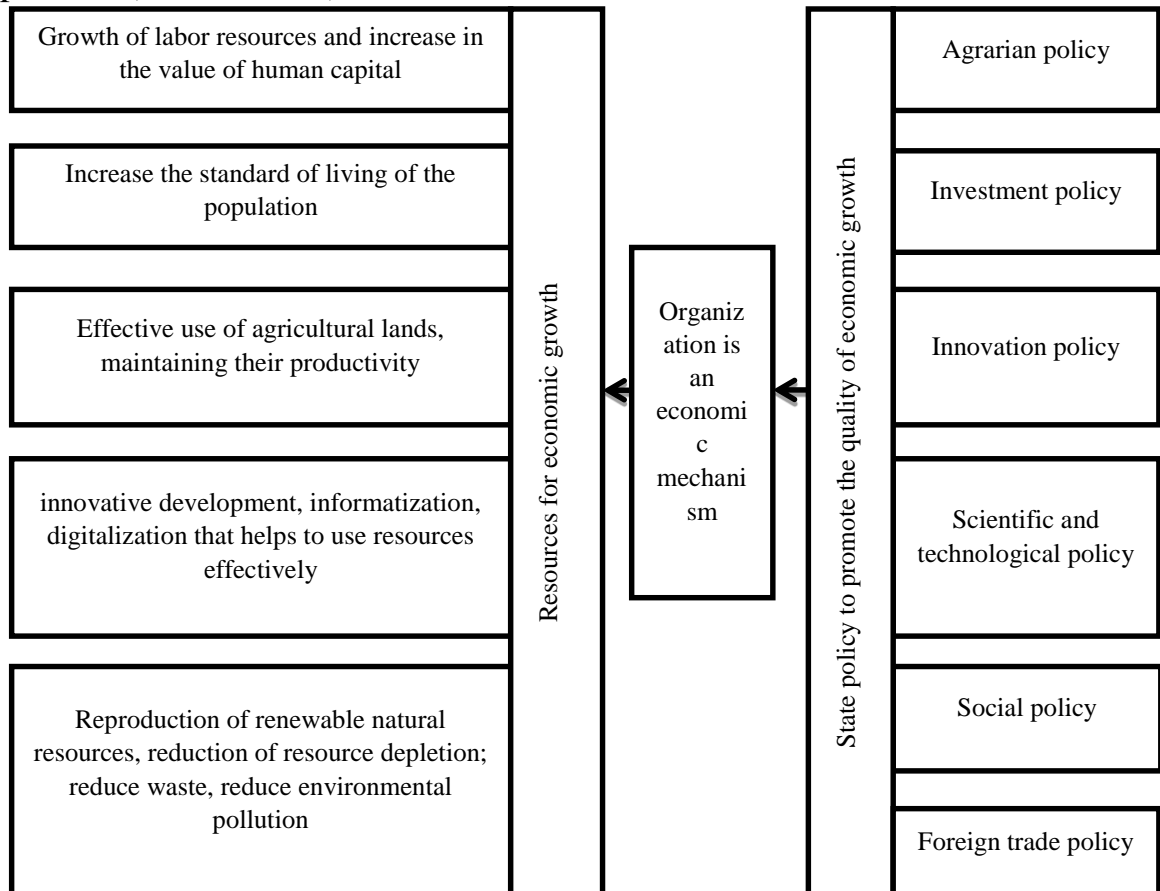 Growth of labor resources and increase in
the value of human capital
Increase the standard of living of the
population
Effective use of agricultural lands,
maintaining their productivity
innovative development, informatization,
digitalization that helps to use resources
effectively
Reproduction of renewable natural
resources, reduction of resource depletion;
reduce waste, reduce environmental
pollution
Resources for economic growth
Organiz
ation is
an
economi
c
mechani
sm
State policy to promote the quality of economic growth
Agrarian policy
Investment policy
Innovation policy
Scientific and
technological policy
Social policy
Foreign trade policy